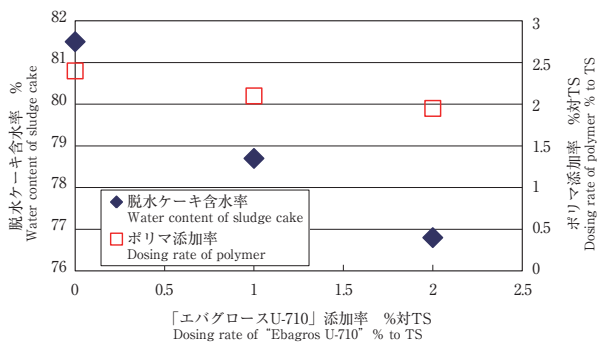 82
81
80
79
78
77
76
脱水ケーキ含水率 %
Water content of sludge cake %
3
2.5
2
1.5
1
0.5
0
ポリマ添加率 %対TS
Dosing rate of polymer % to TS
◆ 脱水ケーキ含水率
Water content of sludge cake
□ ポリマ添加率
Dosing rate of polymer
0 0.5 1 1.5 2 2.5
「エバグロースU-710」添加率 %対TS
Dosing rate of “Ebagros U-710” % to TS